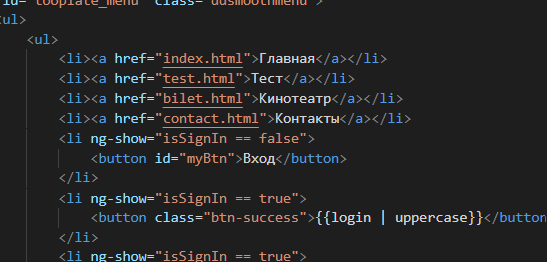 id="tooplate_menu" class="ddsmoothmenu">
<ul>
<ul>
<li><a href="index.html">Главная</a></li>
<li><a href="test.html">Тест</a></li>
<li><a href="bilet.html">Кинотеатр</a></li>
<li><a href="contact.html">Контакты</a></li>
<li ng-show="isSignIn == false">
<button id="myBtn">Вход</button>
</li>
<li ng-show="isSignIn == true">
<button class="btn-success">{{login | uppercase}}</button
</li>
<li ng-show="isSignIn == true">